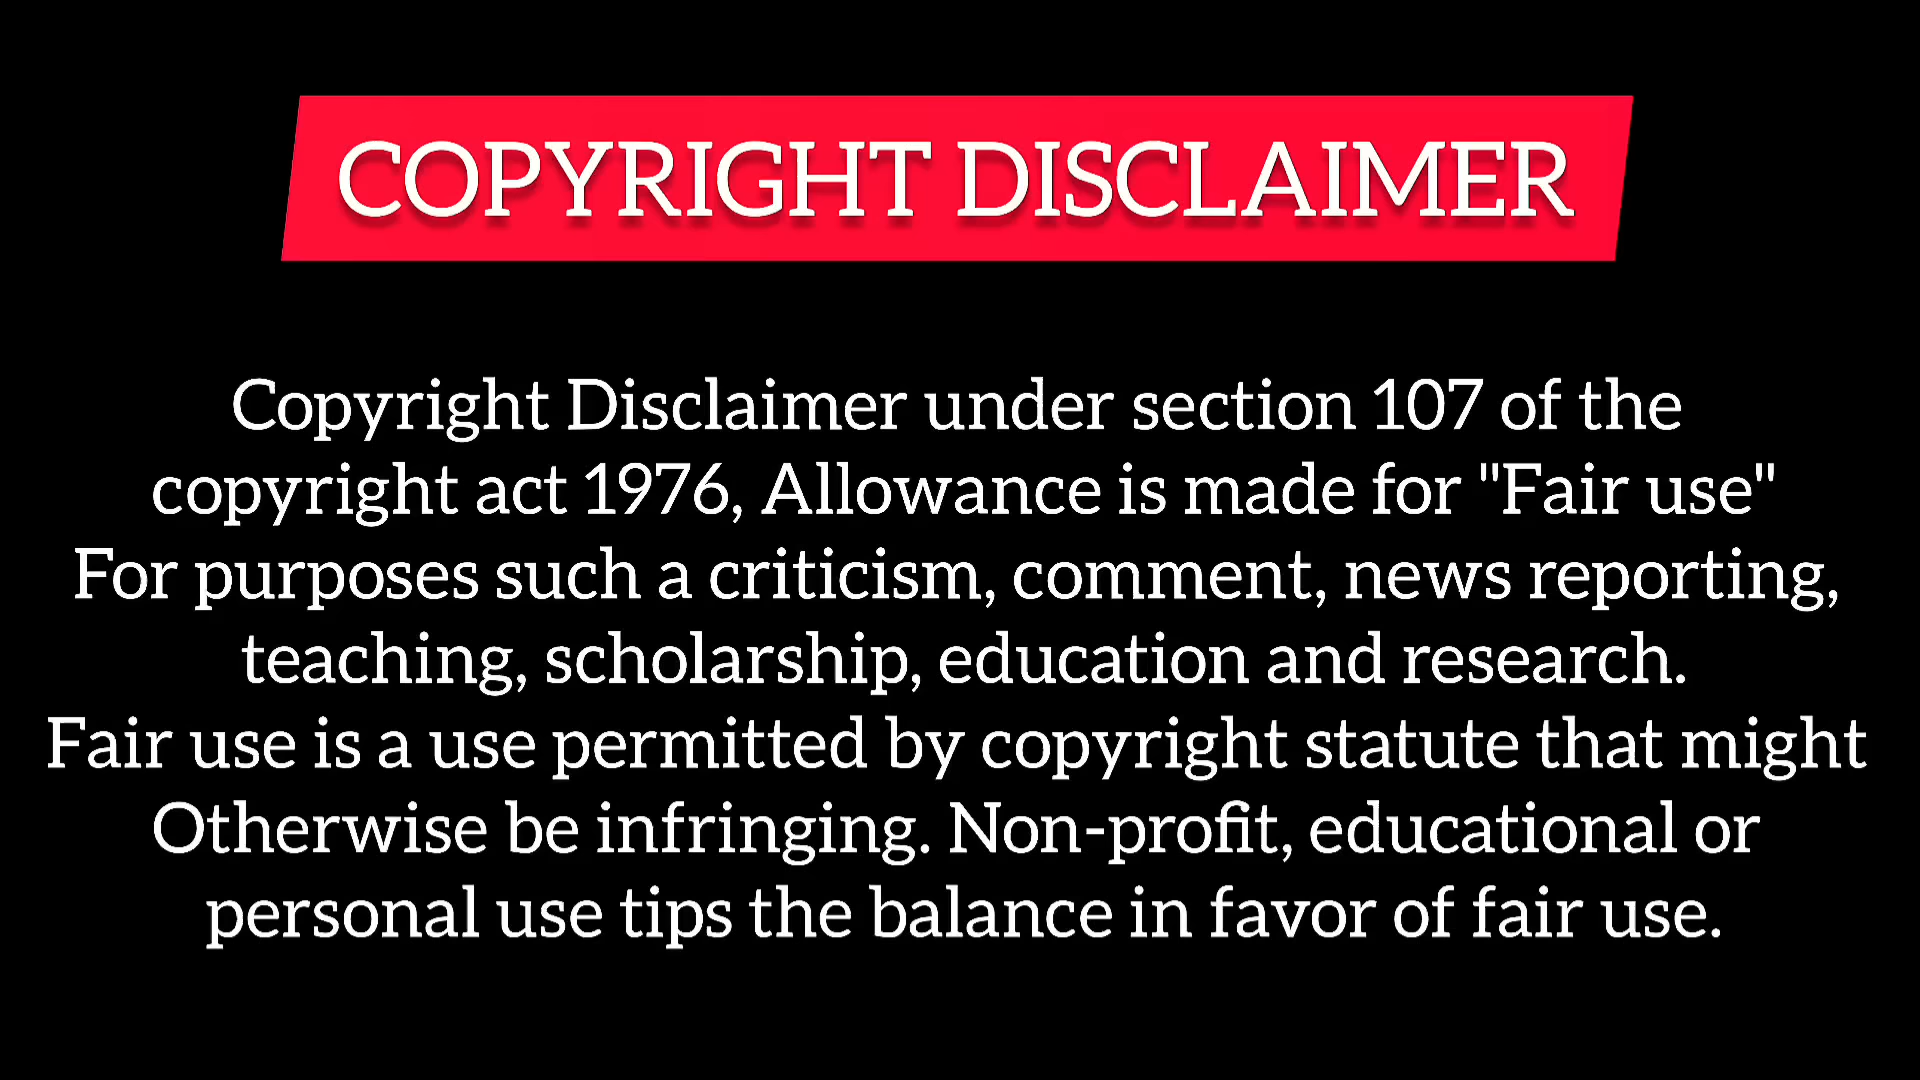 COPYRIGHT DISCLAIMER
Copyright Disclaimer under section 107 of the
copyright act 1976, Allowance is made for "Fair use"
For purposes such a criticism, comment, news reporting,
teaching, scholarship, education and research.
Fair use is a use permitted by copyright statute that might
Otherwise be infringing. Non-profit, educational or
personal use tips the balance in favor of fair use.